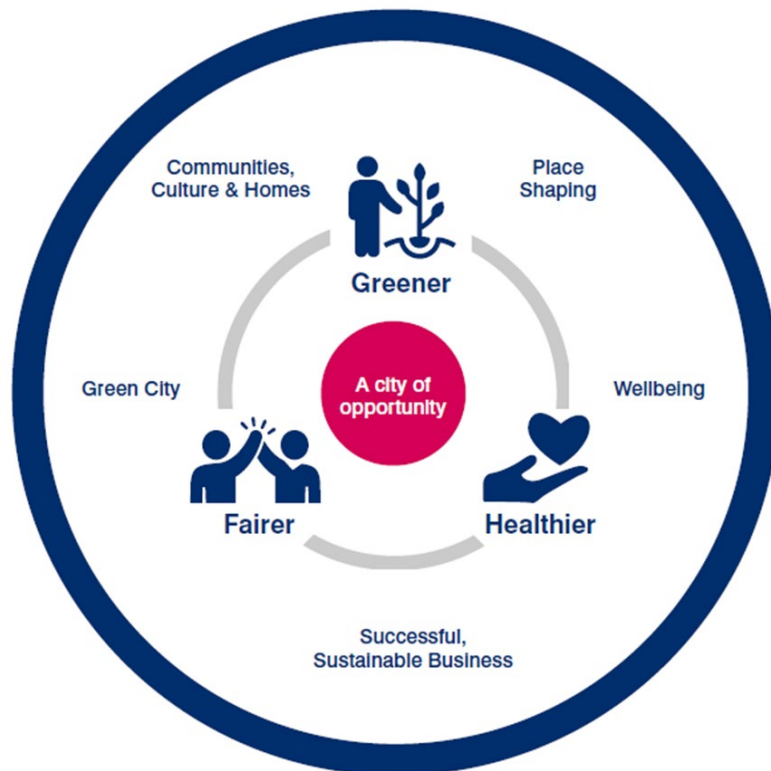 Communities,
Culture & Homes
Place
Shaping
Greener
A city of
opportunity
Green City
Wellbeing
Fairer
Healthier
Successful,
Sustainable Business